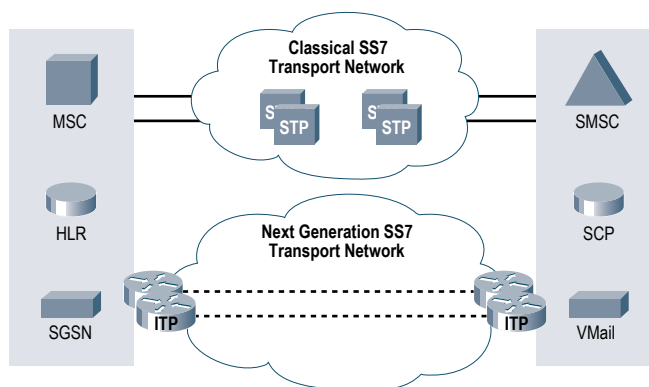 Classical SS7
Transport Network
MSC
STP
STP
SMSC
HLR
Next Generation SS7
Transport Network
SCP
SGSN
ITP
ITP
VMail